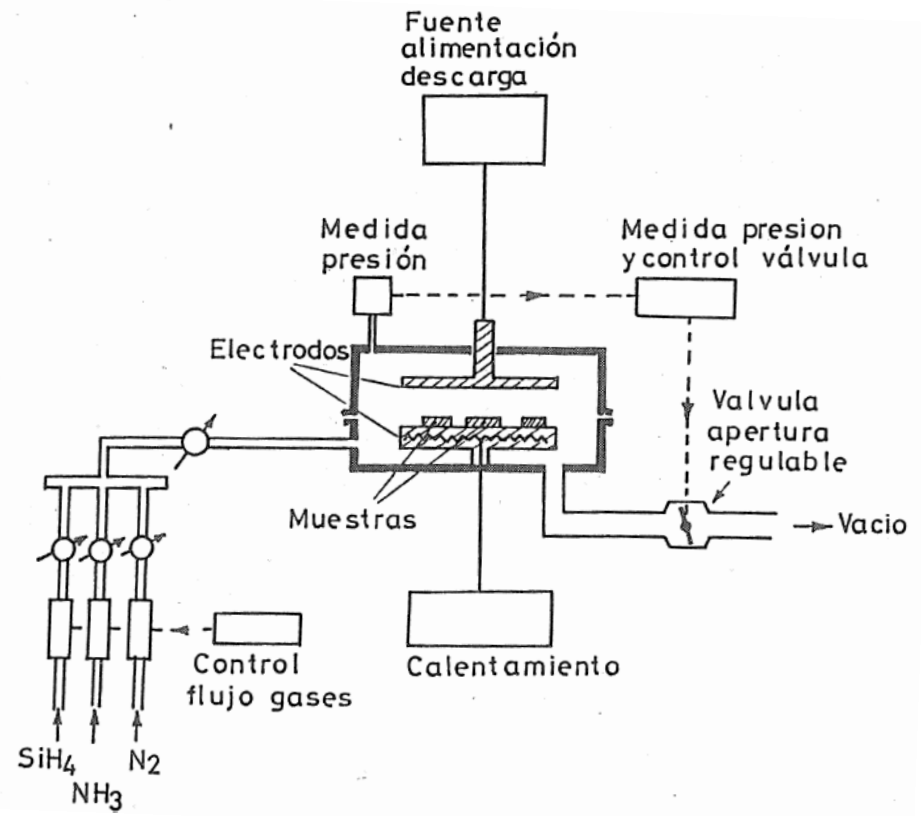 Fuente
alimentación
descarga
Medida
presión
Medida presion
y control válvula
Electrodos
Valvula
apertura
regulable
Muestras
Vacio
Control
flujo gases
Calentamiento
SiH4
NH3
N2